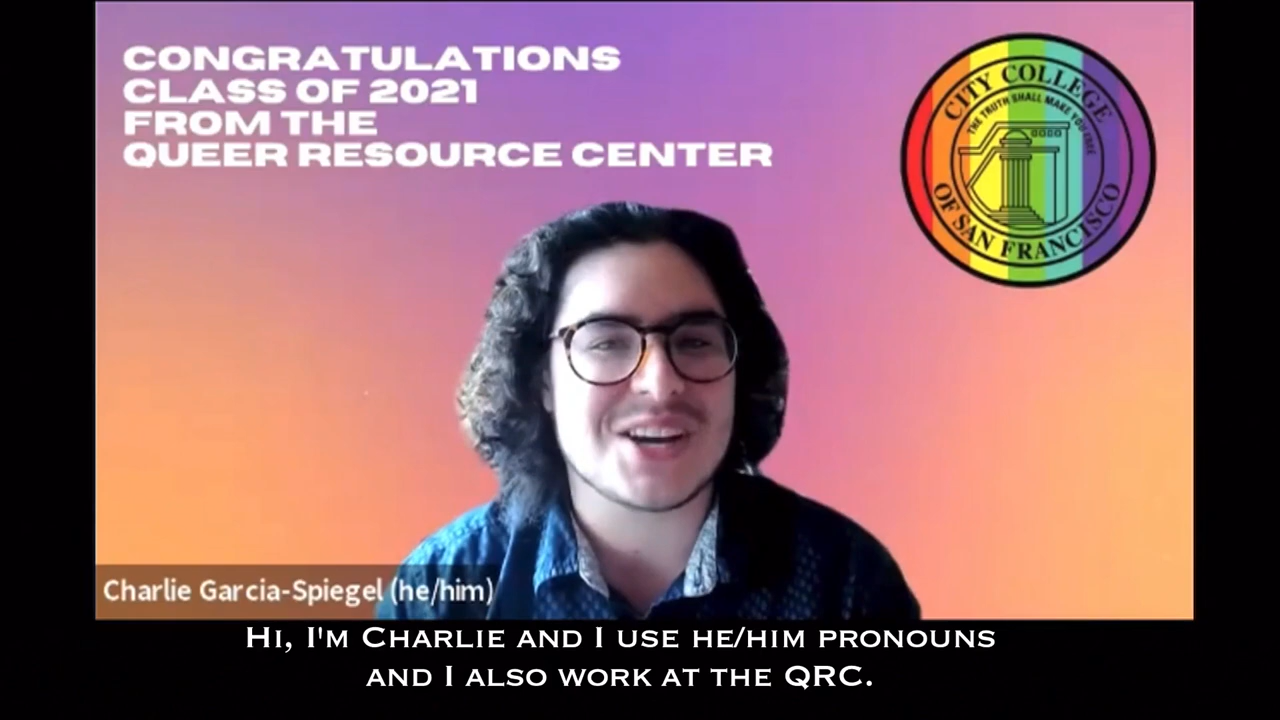 CONGRATULATIONS
CLASS OF 2021
FROM THE
QUEER RESOURCE CENTER
CITY COLLEGE
THE TRUTH SHALL MAKE YOU FREE
OF SAN FRANCISCO
Charlie Garcia-Spiegel (he/him)
HI, I'M CHARLIE AND I USE HE/HIM PRONOUNS
AND I ALSO WORK AT THE QRC.